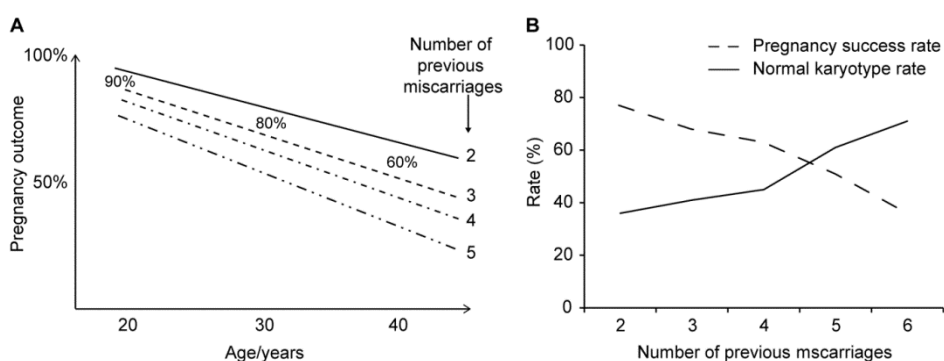 A
Pregnancy outcome
100%
50%
90%
80%
60%
Number of
previous
miscarriages
2
3
4
5
20
30
40
Age/years
B
Pregnancy success rate
Normal karyotype rate
Rate (%)
100
80
60
40
20
0
2
3
4
5
6
Number of previous mscarriages